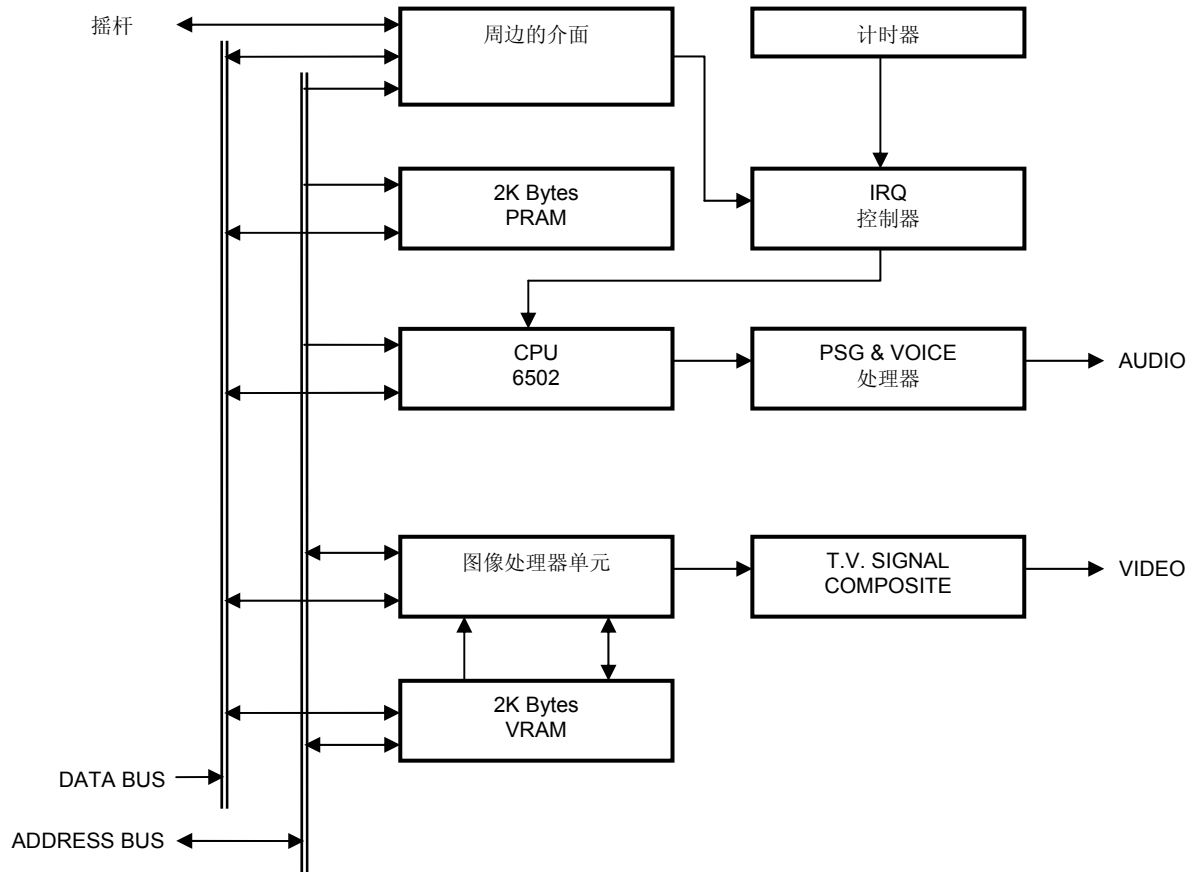 摇杆
周边的介面
计时器
2K Bytes
PRAM
IRQ
控制器
CPU
6502
PSG & VOICE
处理器
AUDIO
图像处理器单元
T.V. SIGNAL
COMPOSITE
VIDEO
2K Bytes
VRAM
DATA BUS
ADDRESS BUS